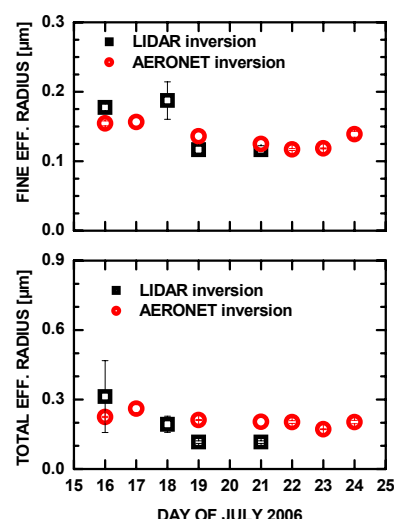 0.3
LIDAR inversion
AERONET inversion
0.2
0.1
0.0
FINE EFF. RADIUS [µm]
0.9
LIDAR inversion
AERONET inversion
0.6
0.3
0.0
TOTAL EFF. RADIUS [µm]
15 16 17 18 19 20 21 22 23 24 25
DAY OF JULY 2006